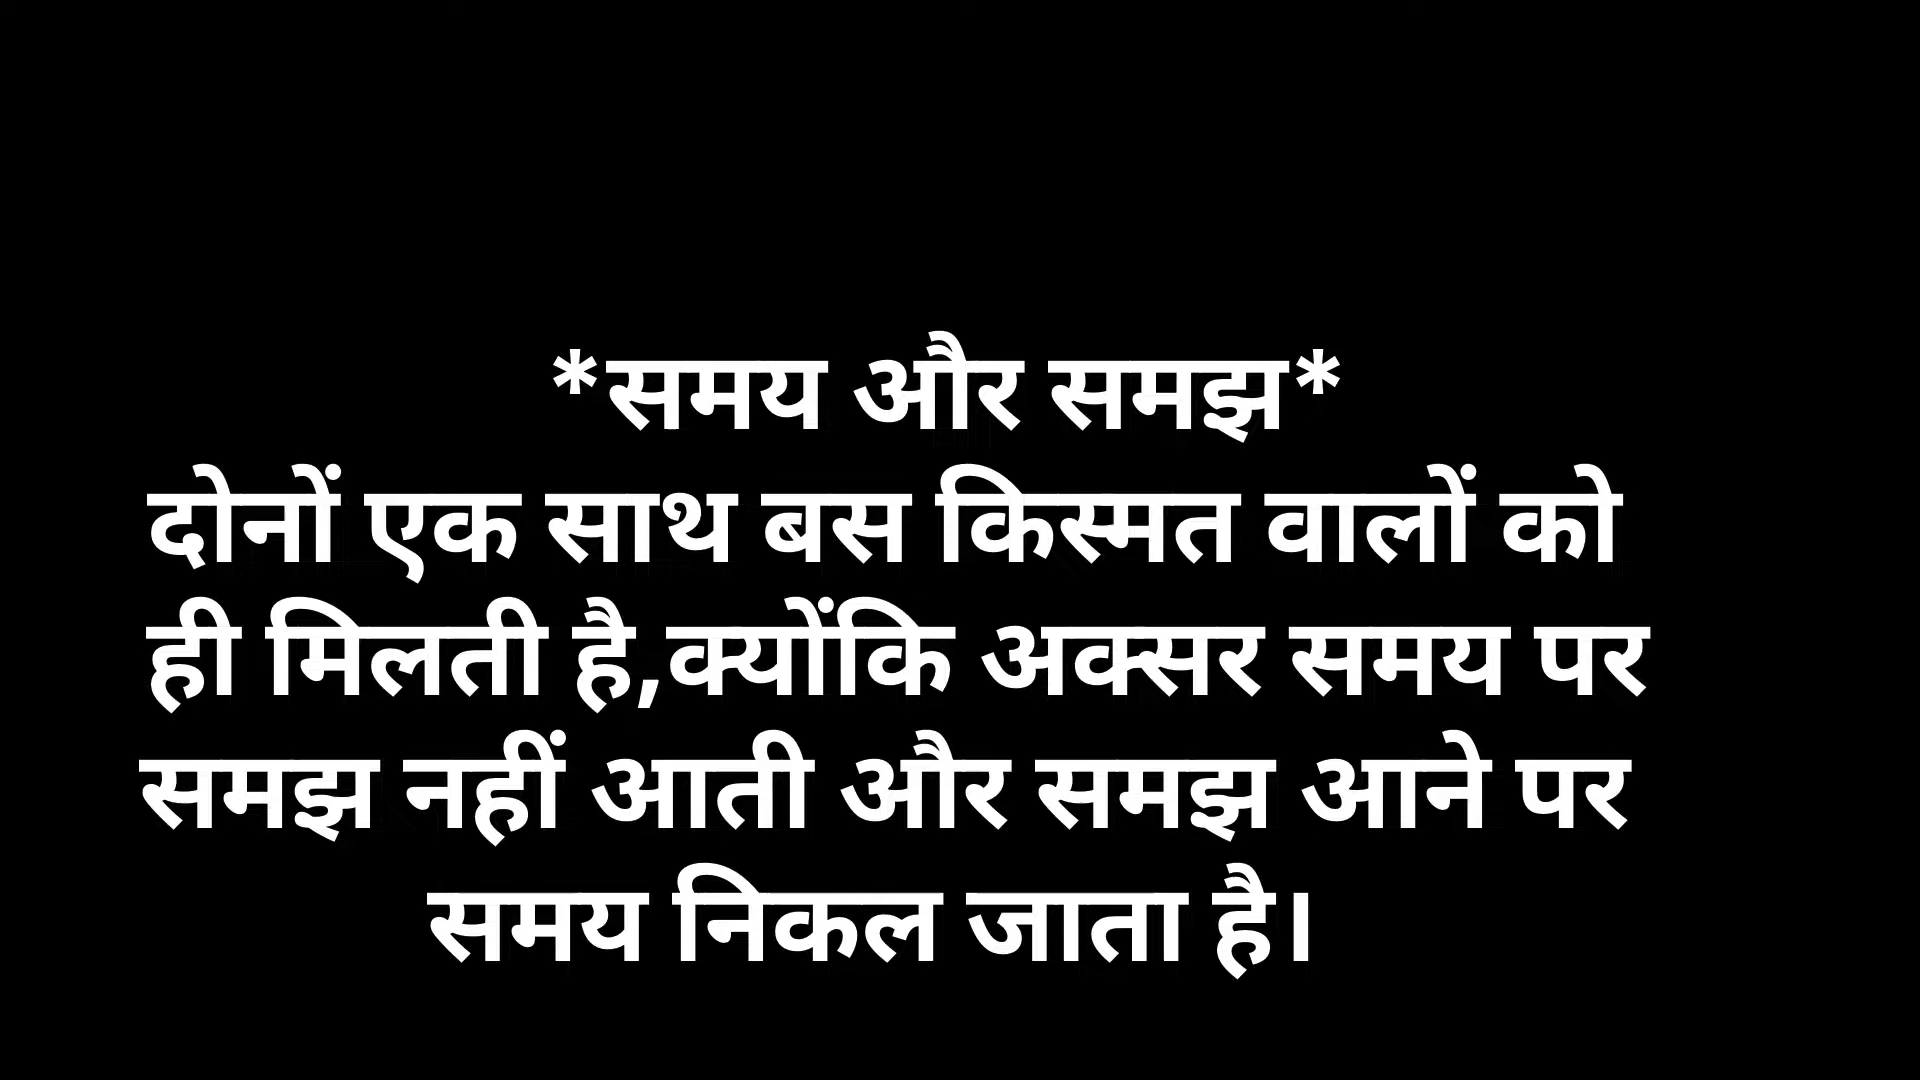 *समय और समझ*
दोनों एक साथ बस किस्मत वालों को
ही मिलती है,क्योंकि अक्सर समय पर
समझ नहीं आती और समझ आने पर
समय निकल जाता है।